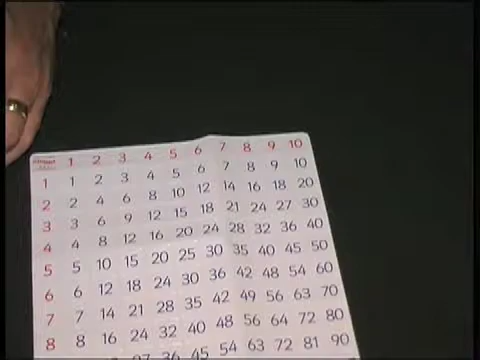 1 2 3 4 5 6 7 8 9 10
1 1 2 3 4 5 6 7 8 9 10
2 2 4 6 8 10 12 14 16 18 20
3 3 6 9 12 15 18 21 24 27 30
4 4 8 12 16 20 24 28 32 36 40
5 5 10 15 20 25 30 35 40 45 50
6 6 12 18 24 30 36 42 48 54 60
7 7 14 21 28 35 42 49 56 63 70
8 8 16 24 32 40 48 56 64 72 80
27 36 45 54 63 72 81 90